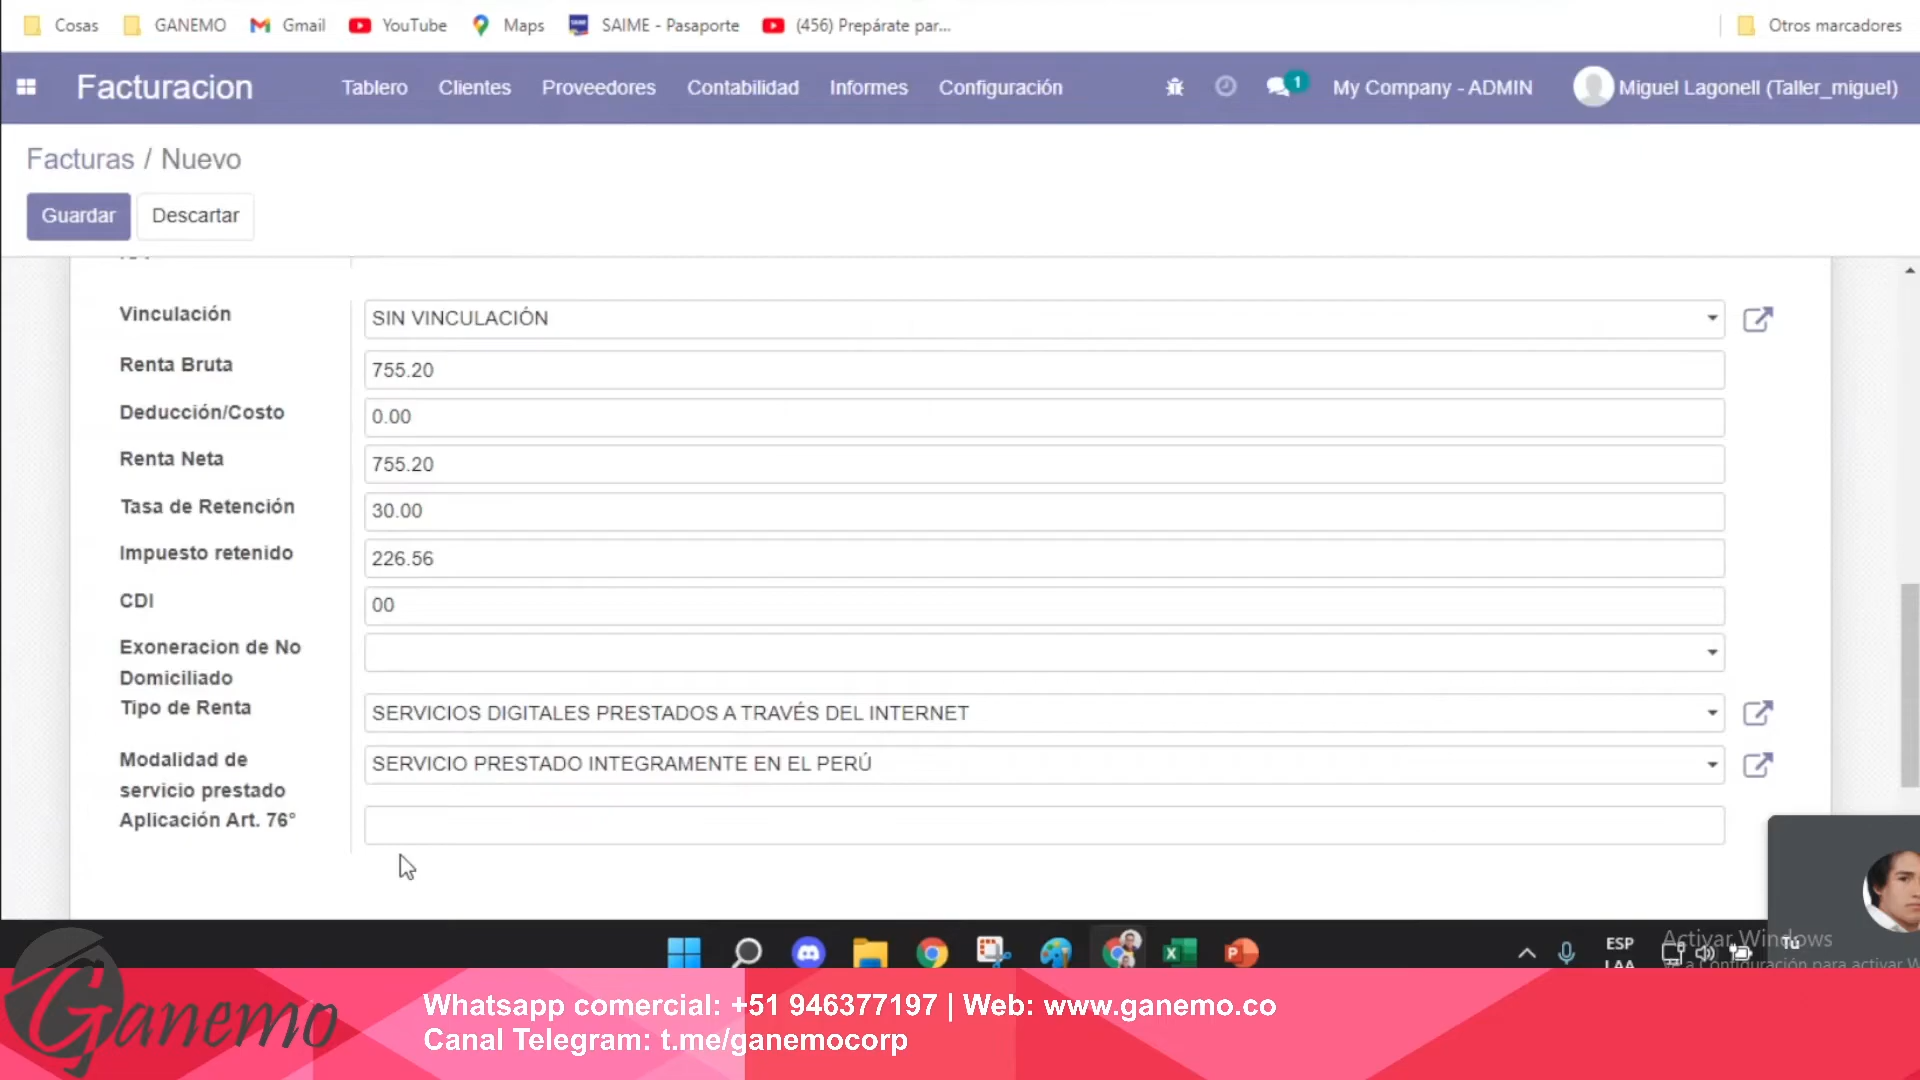 Cosas GANEMO Gmail YouTube Maps SAIME - Pasaporte (456) Prepárate par... Otros marcadores
Facturacion Tablero Clientes Proveedores Contabilidad Informes Configuración 1 My Company - ADMIN Miguel Lagonell (Taller_miguel)
Facturas / Nuevo
Guardar Descartar
Vinculación SIN VINCULACIÓN
Renta Bruta 755.20
Deducción/Costo 0.00
Renta Neta 755.20
Tasa de Retención 30.00
Impuesto retenido 226.56
CDI 00
Exoneracion de No
Domiciliado
Tipo de Renta SERVICIOS DIGITALES PRESTADOS A TRAVÉS DEL INTERNET
Modalidad de
servicio prestado SERVICIO PRESTADO INTEGRAMENTE EN EL PERÚ
Aplicación Art. 76°
ESP
LAA
Activar Windows
Tú
Ganemo
Whatsapp comercial: +51 946377197 | Web: www.ganemo.co
Canal Telegram: t.me/ganemocorp